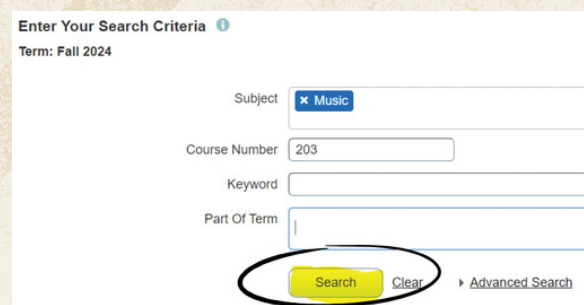 Enter Your Search Criteria
Term: Fall 2024
Subject × Music
Course Number 203
Keyword
Part Of Term
Search Clear Advanced Search